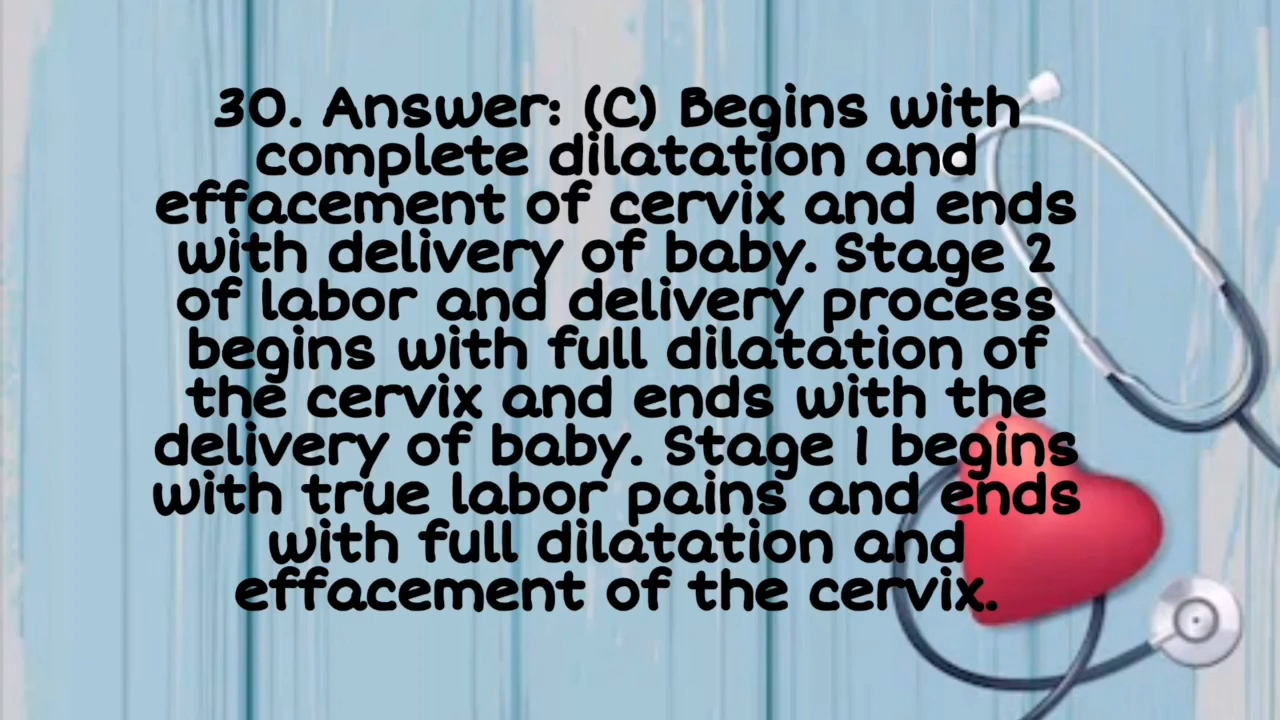 30. Answer: (C) Begins with
complete dilatation and
effacement of cervix and ends
with delivery of baby. Stage 2
of labor and delivery process
begins with full dilatation of
the cervix and ends with the
delivery of baby. Stage 1 begins
with true labor pains and ends
with full dilatation and
effacement of the cervix.